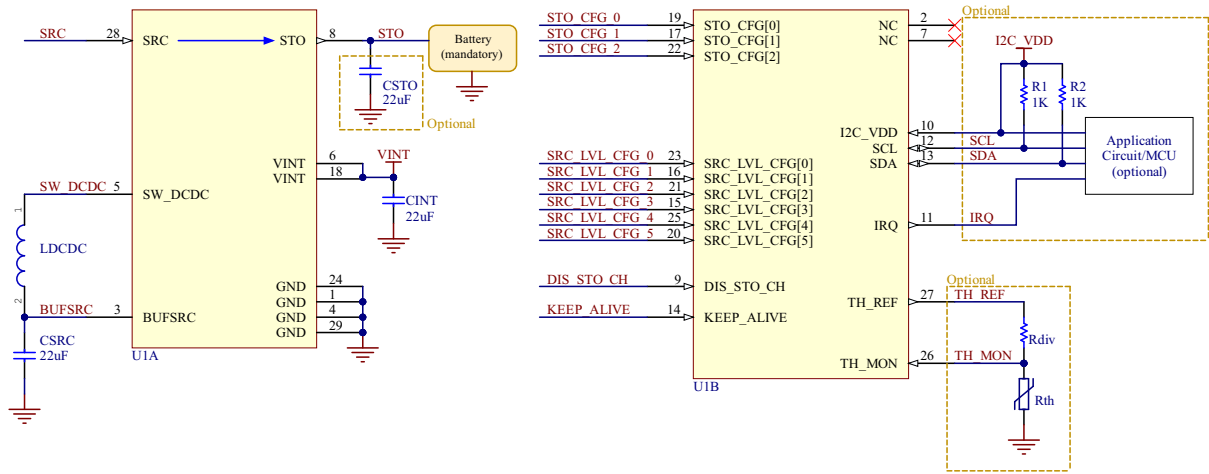 SRC
28
SRC
STO
8
STO
Battery
(mandatory)
CSTO
22uF
Optional
VINT
6
VINT
18
VINT
CINT
22uF
SW_DCDC
5
SW_DCDC
1
LDCDC
2
BUFSRC
3
BUFSRC
CSRC
22uF
GND
24
GND
1
GND
4
GND
29
U1A
STO_CFG_0
19
STO_CFG[0]
STO_CFG_1
17
STO_CFG[1]
STO_CFG_2
22
STO_CFG[2]
SRC_LVL_CFG_0
23
SRC_LVL_CFG[0]
SRC_LVL_CFG_1
16
SRC_LVL_CFG[1]
SRC_LVL_CFG_2
21
SRC_LVL_CFG[2]
SRC_LVL_CFG_3
15
SRC_LVL_CFG[3]
SRC_LVL_CFG_4
25
SRC_LVL_CFG[4]
SRC_LVL_CFG_5
20
SRC_LVL_CFG[5]
DIS_STO_CH
9
DIS_STO_CH
KEEP_ALIVE
14
KEEP_ALIVE
U1B
NC
2
NC
7
Optional
I2C_VDD
R1
1K
R2
1K
I2C_VDD
10
SCL
12
SCL
SDA
13
SDA
Application
Circuit/MCU
(optional)
IRQ
11
IRQ
Optional
TH_REF
27
TH_REF
Rdiv
TH_MON
26
TH_MON
Rth